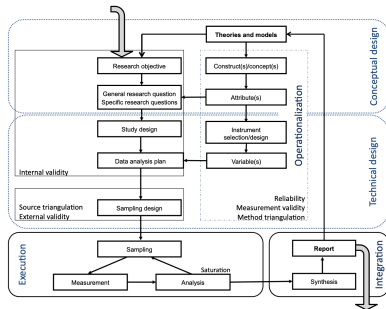 Theories and models
Conceptual design
Research objective
Construct(s)/concept(s)
General research question
Specific research questions
Attribute(s)
Operationalization
Study design
Instrument
selection/design
Data analysis plan
Variable(s)
Internal validity
Technical design
Reliability
Measurement validity
Method triangulation
Source triangulation
External validity
Sampling design
Execution
Sampling
Saturation
Measurement
Analysis
Report
Synthesis
Integration